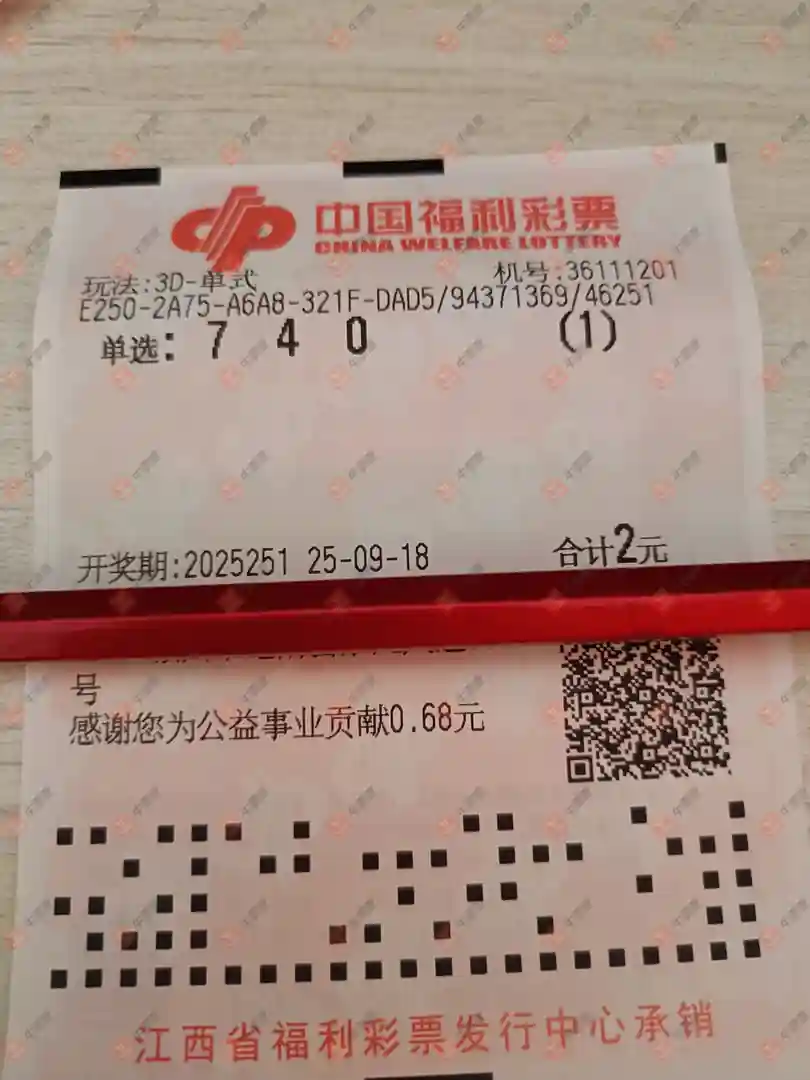 中国福利彩票
CHINA WELFARE LOTTERY
玩法:3D-单式 机号:36111201
E250-2A75-A6A8-321F-DAD5/94371369/46251
单选: 7 4 0 (1)
开奖期:2025251 25-09-18 合计2元
号
感谢您为公益事业贡献0.68元
江西省福利彩票发行中心承销